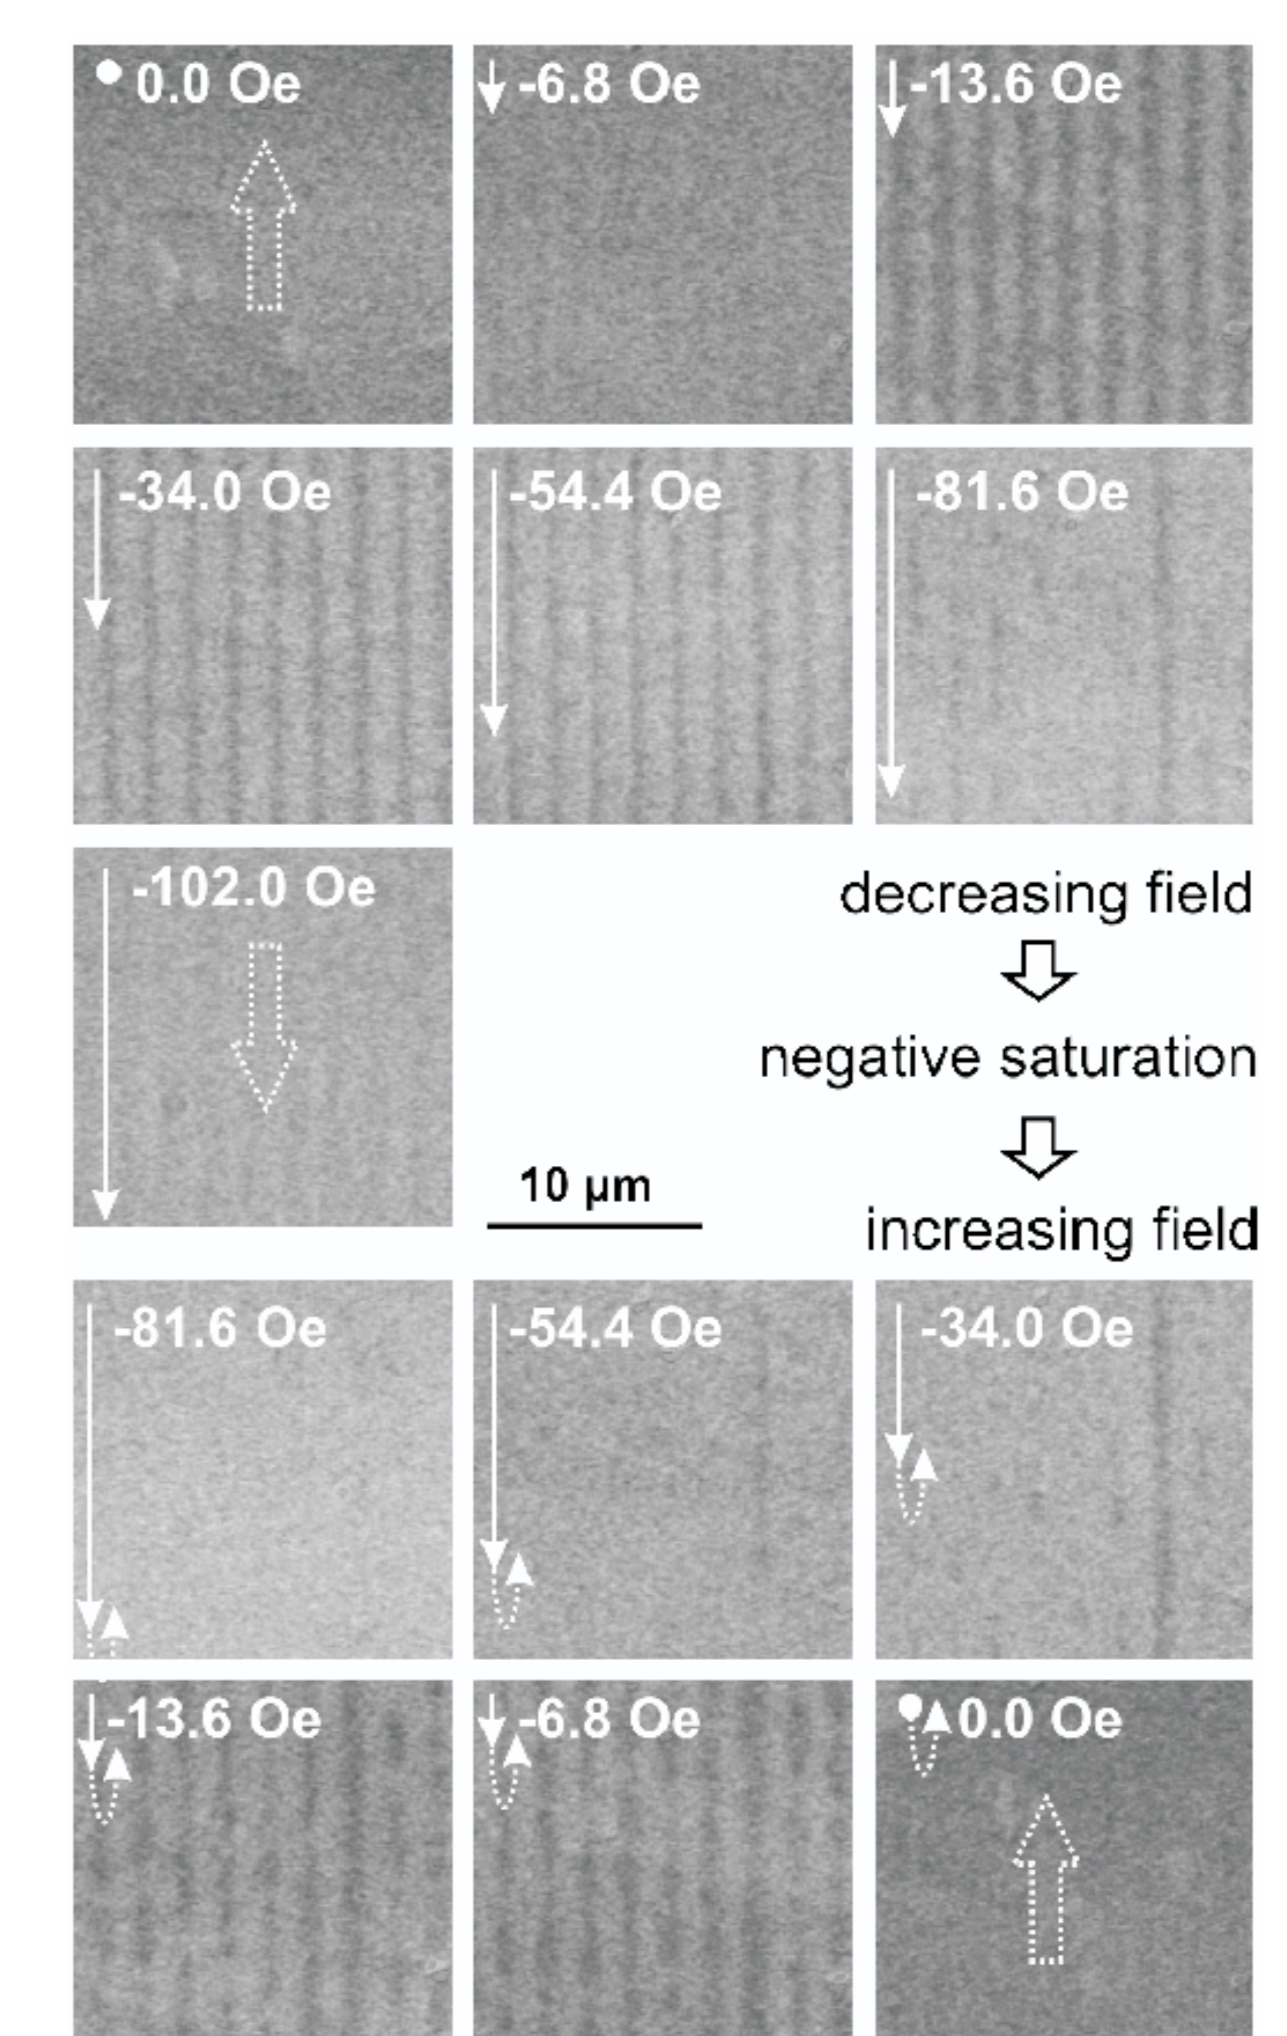 0.0 Oe
-6.8 Oe
-13.6 Oe
-34.0 Oe
-54.4 Oe
-81.6 Oe
-102.0 Oe
decreasing field
negative saturation
10 µm
increasing field
-81.6 Oe
-54.4 Oe
-34.0 Oe
-13.6 Oe
-6.8 Oe
0.0 Oe